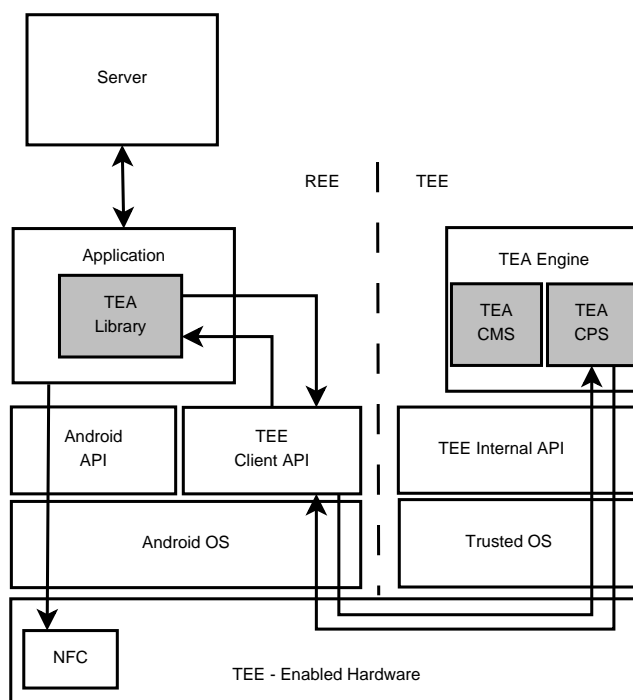 Server
REE
TEE
Application
TEA
Library
TEA Engine
TEA
CMS
TEA
CPS
Android
API
TEE
Client API
TEE Internal API
Android OS
Trusted OS
NFC
TEE - Enabled Hardware